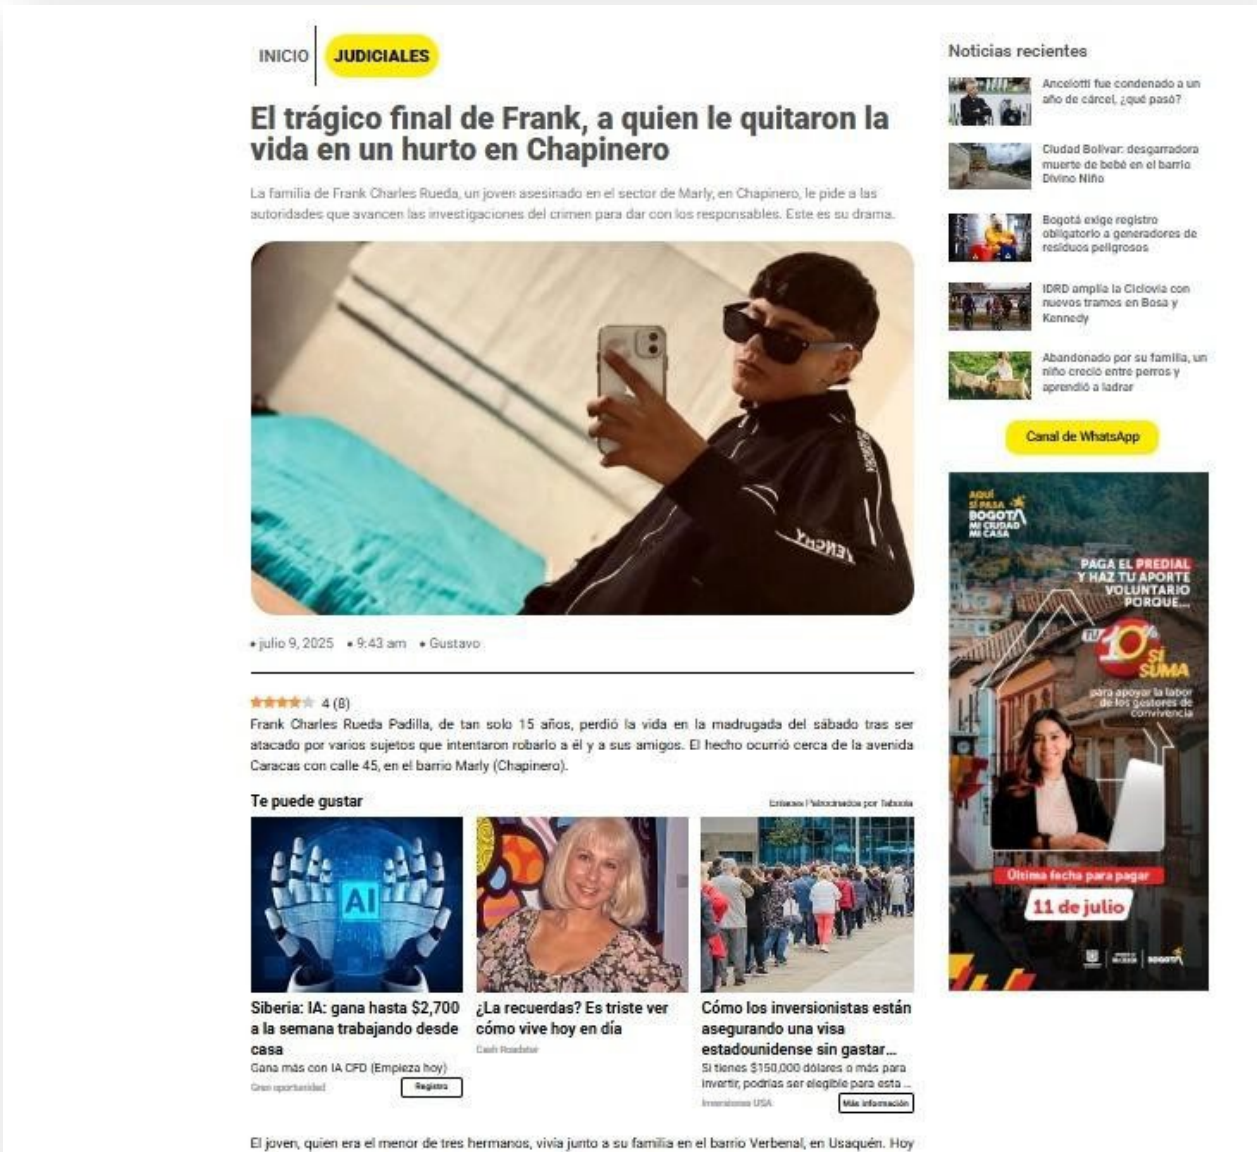 INICIO
JUDICIALES
El trágico final de Frank, a quien le quitaron la
vida en un hurto en Chapinero
La familia de Frank Charles Rueda, un joven asesinado en el sector de Marly, en Chapinero, le pide a las
autoridades que avancen las investigaciones del crimen para dar con los responsables. Este es su drama.
• julio 9, 2025 • 9:43 am • Gustavo
4 (8)
Frank Charles Rueda Padilla, de tan solo 15 años, perdió la vida en la madrugada del sábado tras ser
atacado por varios sujetos que intentaron robarlo a él y a sus amigos. El hecho ocurrió cerca de la avenida
Caracas con calle 45, en el barrio Marly (Chapinero).
Te puede gustar
Enlaces Patrocinados por Taboola
AI
Siberia: IA: gana hasta $2,700
a la semana trabajando desde
casa
Gana más con IA CFD (Empieza hoy)
Gran oportunidad
Registro
¿La recuerdas? Es triste ver
cómo vive hoy en día
Cash Roadster
Cómo los inversionistas están
asegurando una visa
estadounidense sin gastar...
Si tienes $150,000 dólares o más para
invertir, podrías ser elegible para esta ...
Inversiones USA
Más información
El joven, quien era el menor de tres hermanos, vivía junto a su familia en el barrio Verbenal, en Usaquén. Hoy
Noticias recientes
Ancelotti fue condenado a un
año de cárcel, ¿qué pasó?
Ciudad Bolívar: desgarradora
muerte de bebé en el barrio
Divino Niño
Bogotá exige registro
obligatorio a generadores de
residuos peligrosos
IDRD amplía la Ciclovía con
nuevos tramos en Bosa y
Kennedy
Abandonado por su familia, un
niño creció entre perros y
aprendió a ladrar
Canal de WhatsApp
AQUÍ
SÍ PASA
BOGOTÁ
MI CIUDAD
MI CASA
PAGA EL PREDIAL
Y HAZ TU APORTE
VOLUNTARIO
PORQUE...
TU
10%
SÍ
SUMA
para apoyar la labor
de los gestores de
convivencia
Última fecha para pagar
11 de julio
BOGOTÁ